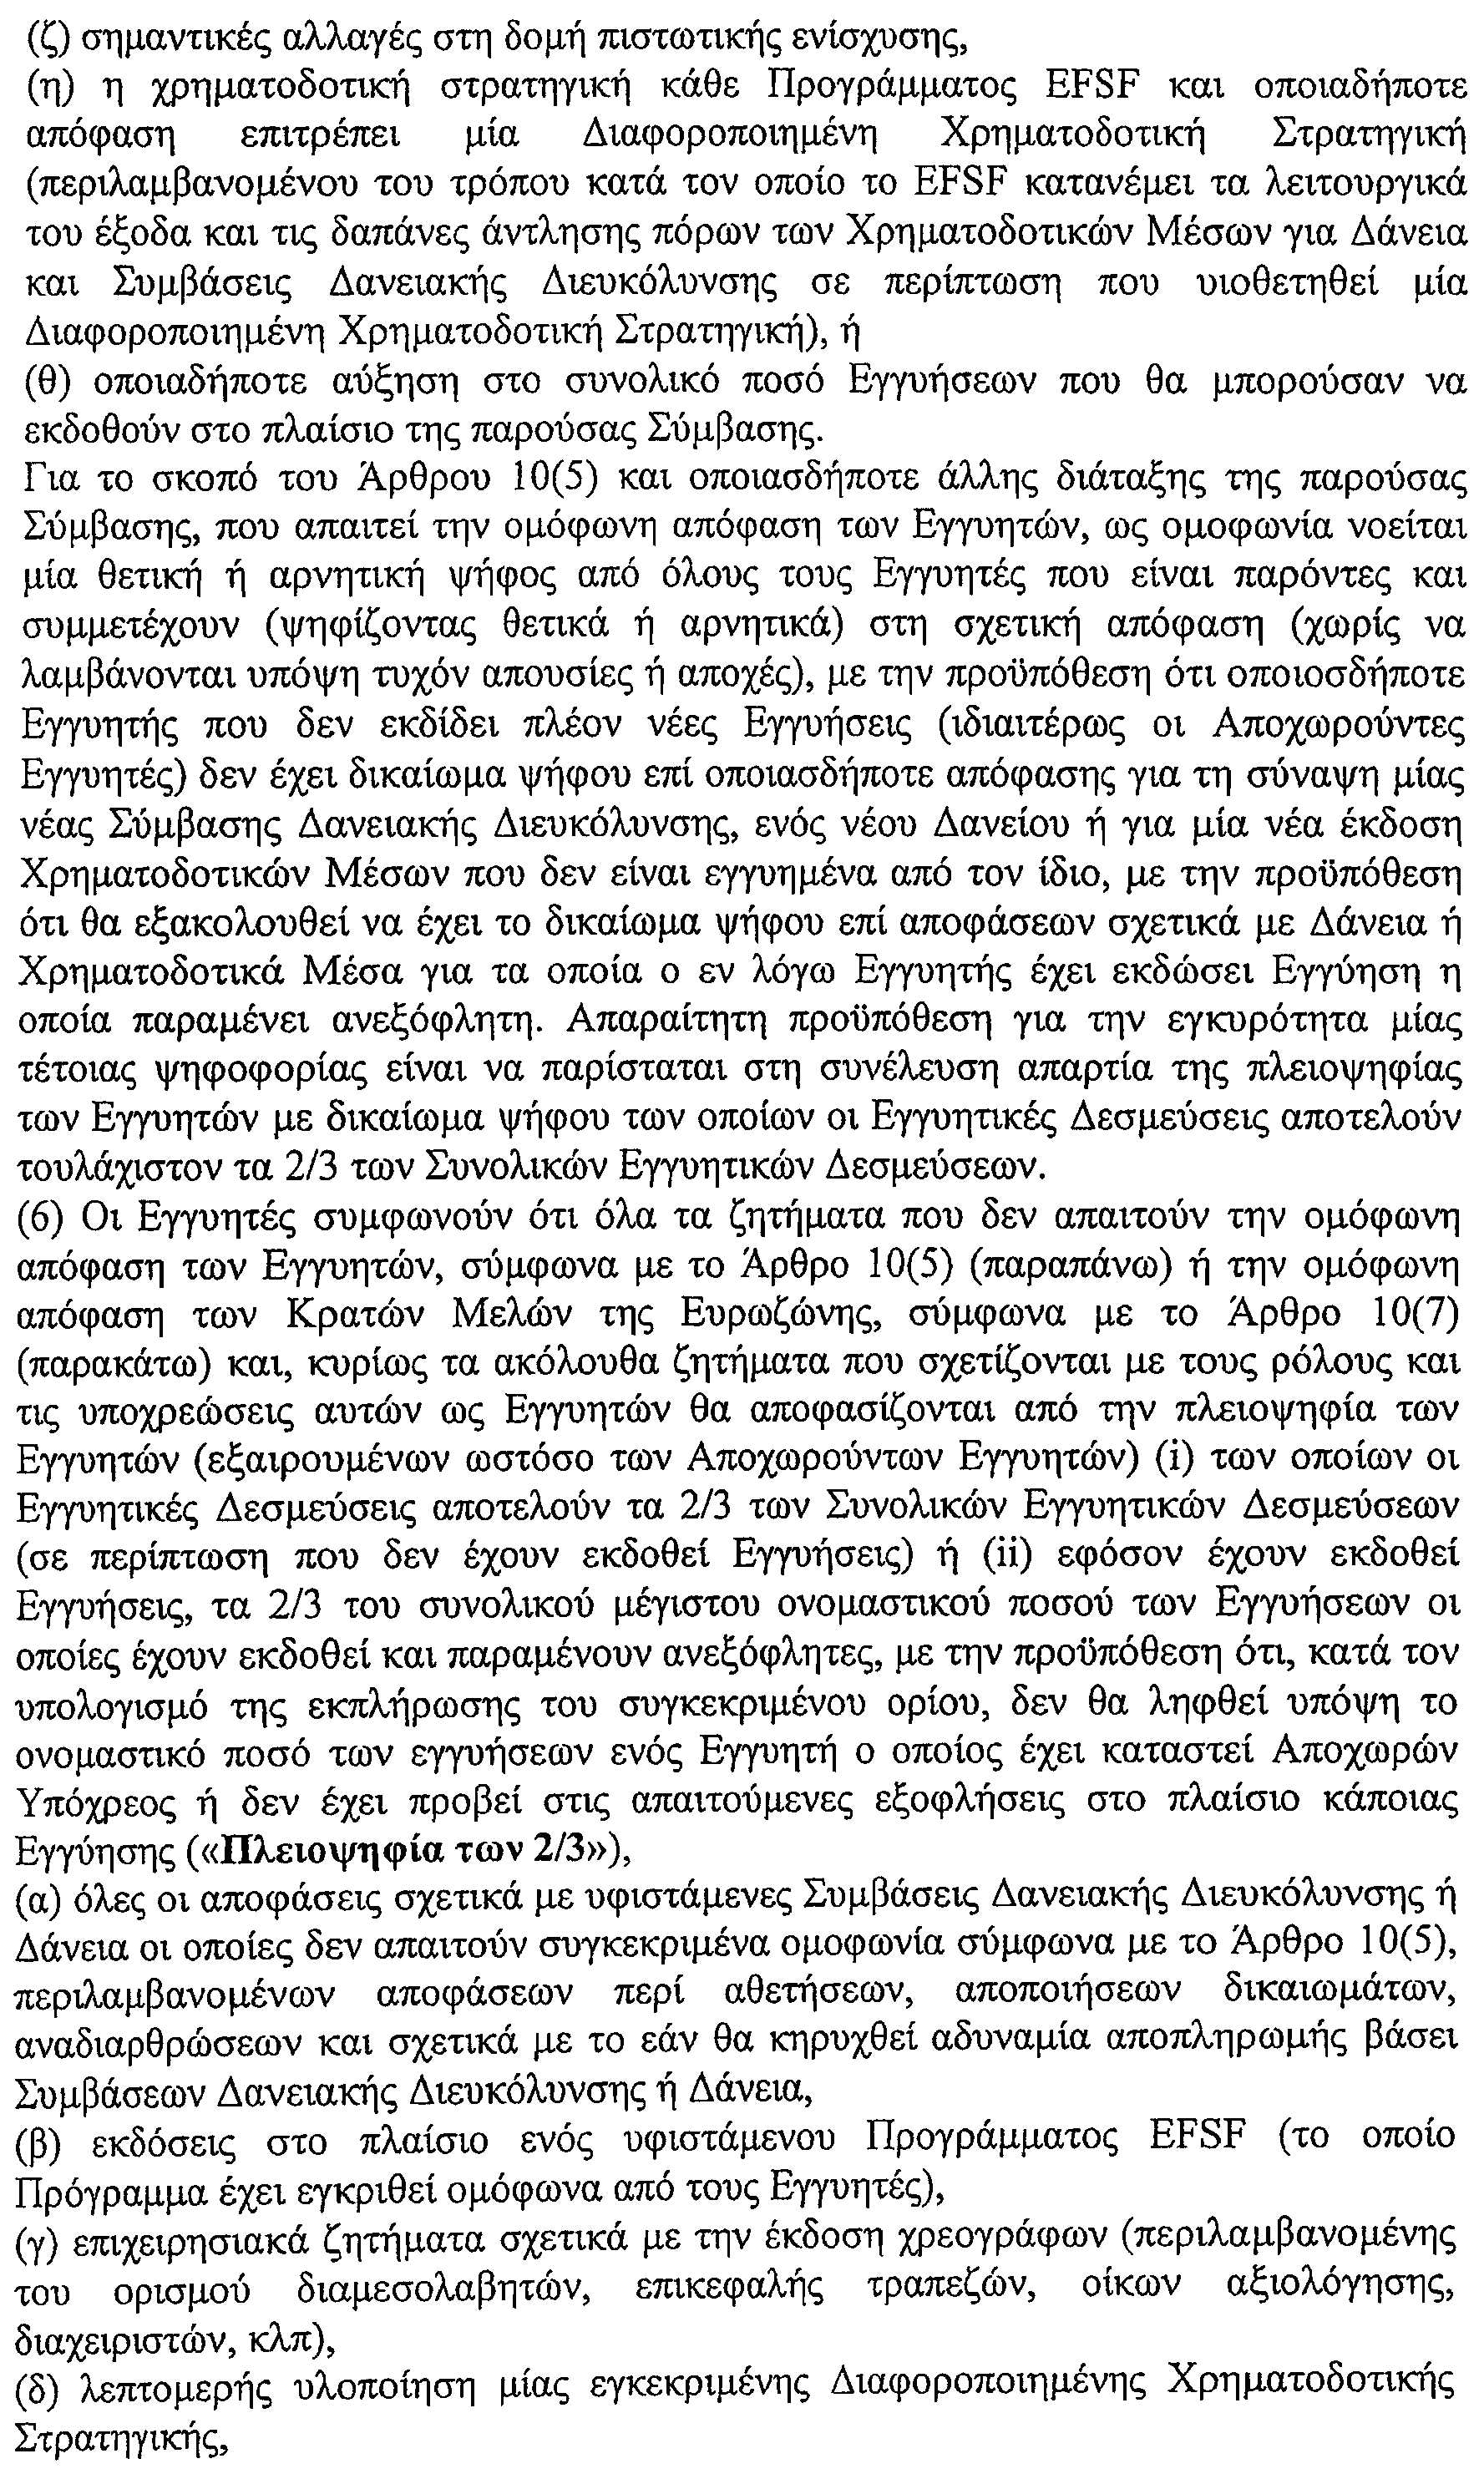 (ζ) σημαντικές αλλαγές στη δομή πιστωτικής ενίσχυσης,
(η) η χρηματοδοτική στρατηγική κάθε Προγράμματος EFSF και οποιαδήποτε
απόφαση επιτρέπει μία Διαφοροποιημένη Χρηματοδοτική Στρατηγική
(περιλαμβανομένου του τρόπου κατά τον οποίο το EFSF κατανέμει τα λειτουργικά
του έξοδα και τις δαπάνες άντλησης πόρων των Χρηματοδοτικών Μέσων για Δάνεια
και Συμβάσεις Δανειακής Διευκόλυνσης σε περίπτωση που υιοθετηθεί μία
Διαφοροποιημένη Χρηματοδοτική Στρατηγική), ή
(θ) οποιαδήποτε αύξηση στο συνολικό ποσό Εγγυήσεων που θα μπορούσαν να
εκδοθούν στο πλαίσιο της παρούσας Σύμβασης.
Για το σκοπό του Άρθρου 10(5) και οποιασδήποτε άλλης διάταξης της παρούσας
Σύμβασης, που απαιτεί την ομόφωνη απόφαση των Εγγυητών, ως ομοφωνία νοείται
μία θετική ή αρνητική ψήφος από όλους τους Εγγυητές που είναι παρόντες και
συμμετέχουν (ψηφίζοντας θετικά ή αρνητικά) στη σχετική απόφαση (χωρίς να
λαμβάνονται υπόψη τυχόν απουσίες ή αποχές), με την προϋπόθεση ότι οποιοσδήποτε
Εγγυητής που δεν εκδίδει πλέον νέες Εγγυήσεις (ιδιαιτέρως οι Αποχωρούντες
Εγγυητές) δεν έχει δικαίωμα ψήφου επί οποιασδήποτε απόφασης για τη σύναψη μίας
νέας Σύμβασης Δανειακής Διευκόλυνσης, ενός νέου Δανείου ή για μία νέα έκδοση
Χρηματοδοτικών Μέσων που δεν είναι εγγυημένα από τον ίδιο, με την προϋπόθεση
ότι θα εξακολουθεί να έχει το δικαίωμα ψήφου επί αποφάσεων σχετικά με Δάνεια ή
Χρηματοδοτικά Μέσα για τα οποία ο εν λόγω Εγγυητής έχει εκδώσει Εγγύηση η
οποία παραμένει ανεξόφλητη. Απαραίτητη προϋπόθεση για την εγκυρότητα μίας
τέτοιας ψηφοφορίας είναι να παρίσταται στη συνέλευση απαρτία της πλειοψηφίας
των Εγγυητών με δικαίωμα ψήφου των οποίων οι Εγγυητικές Δεσμεύσεις αποτελούν
τουλάχιστον τα 2/3 των Συνολικών Εγγυητικών Δεσμεύσεων.
(6) Οι Εγγυητές συμφωνούν ότι όλα τα ζητήματα που δεν απαιτούν την ομόφωνη
απόφαση των Εγγυητών, σύμφωνα με το Άρθρο 10(5) (παραπάνω) ή την ομόφωνη
απόφαση των Κρατών Μελών της Ευρωζώνης, σύμφωνα με το Άρθρο 10(7)
(παρακάτω) και, κυρίως τα ακόλουθα ζητήματα που σχετίζονται με τους ρόλους και
τις υποχρεώσεις αυτών ως Εγγυητών θα αποφασίζονται από την πλειοψηφία των
Εγγυητών (εξαιρουμένων ωστόσο των Αποχωρούντων Εγγυητών) (i) των οποίων οι
Εγγυητικές Δεσμεύσεις αποτελούν τα 2/3 των Συνολικών Εγγυητικών Δεσμεύσεων
(σε περίπτωση που δεν έχουν εκδοθεί Εγγυήσεις) ή (ii) εφόσον έχουν εκδοθεί
Εγγυήσεις, τα 2/3 του συνολικού μέγιστου ονομαστικού ποσού των Εγγυήσεων οι
οποίες έχουν εκδοθεί και παραμένουν ανεξόφλητες, με την προϋπόθεση ότι, κατά τον
υπολογισμό της εκπλήρωσης του συγκεκριμένου ορίου, δεν θα ληφθεί υπόψη το
ονομαστικό ποσό των εγγυήσεων ενός Εγγυητή ο οποίος έχει καταστεί Αποχωρών
Υπόχρεος ή δεν έχει προβεί στις απαιτούμενες εξοφλήσεις στο πλαίσιο κάποιας
Εγγύησης («Πλειοψηφία των 2/3»),
(α) όλες οι αποφάσεις σχετικά με υφιστάμενες Συμβάσεις Δανειακής Διευκόλυνσης ή
Δάνεια οι οποίες δεν απαιτούν συγκεκριμένα ομοφωνία σύμφωνα με το Άρθρο 10(5),
περιλαμβανομένων αποφάσεων περί αθετήσεων, αποποιήσεων δικαιωμάτων,
αναδιαρθρώσεων και σχετικά με το εάν θα κηρυχθεί αδυναμία αποπληρωμής βάσει
Συμβάσεων Δανειακής Διευκόλυνσης ή Δάνεια,
(β) εκδόσεις στο πλαίσιο ενός υφιστάμενου Προγράμματος EFSF (το οποίο
Πρόγραμμα έχει εγκριθεί ομόφωνα από τους Εγγυητές),
(γ) επιχειρησιακά ζητήματα σχετικά με την έκδοση χρεογράφων (περιλαμβανομένης
του ορισμού διαμεσολαβητών, επικεφαλής τραπεζών, οίκων αξιολόγησης,
διαχειριστών, κλπ),
(δ) λεπτομερής υλοποίηση μίας εγκεκριμένης Διαφοροποιημένης Χρηματοδοτικής
Στρατηγικής,